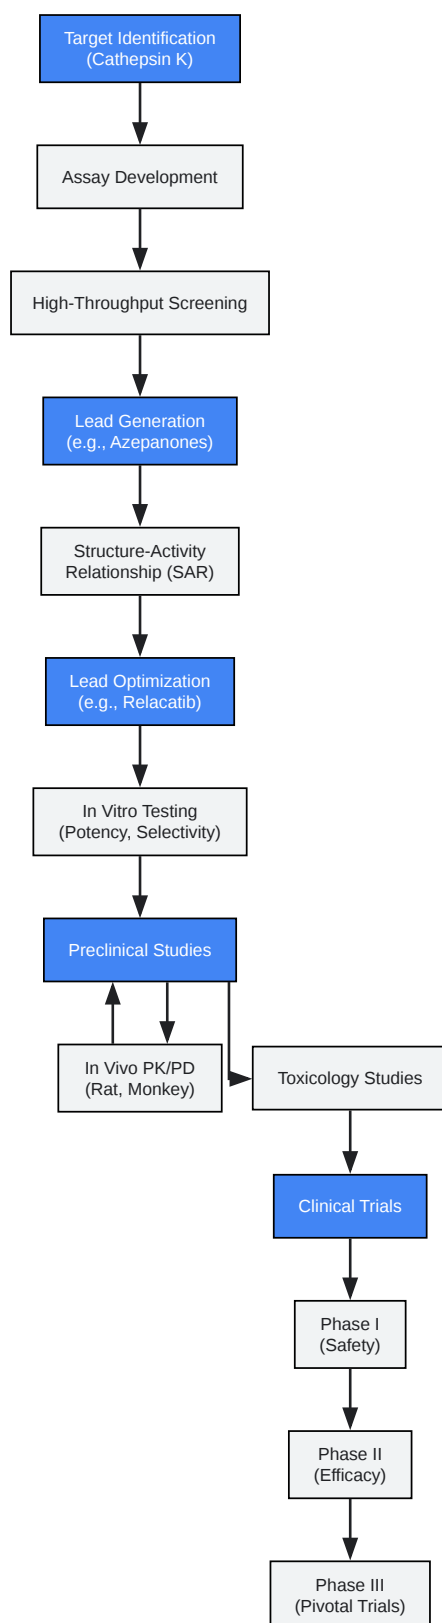 Target Identification
(Cathepsin K)
Assay Development
High-Throughput Screening
Lead Generation
(e.g., Azepanones)
Structure-Activity
Relationship (SAR)
Lead Optimization
(e.g., Relacatib)
In Vitro Testing
(Potency, Selectivity)
Preclinical Studies
In Vivo PK/PD
(Rat, Monkey)
Toxicology Studies
Clinical Trials
Phase I
(Safety)
Phase II
(Efficacy)
Phase III
(Pivotal Trials)